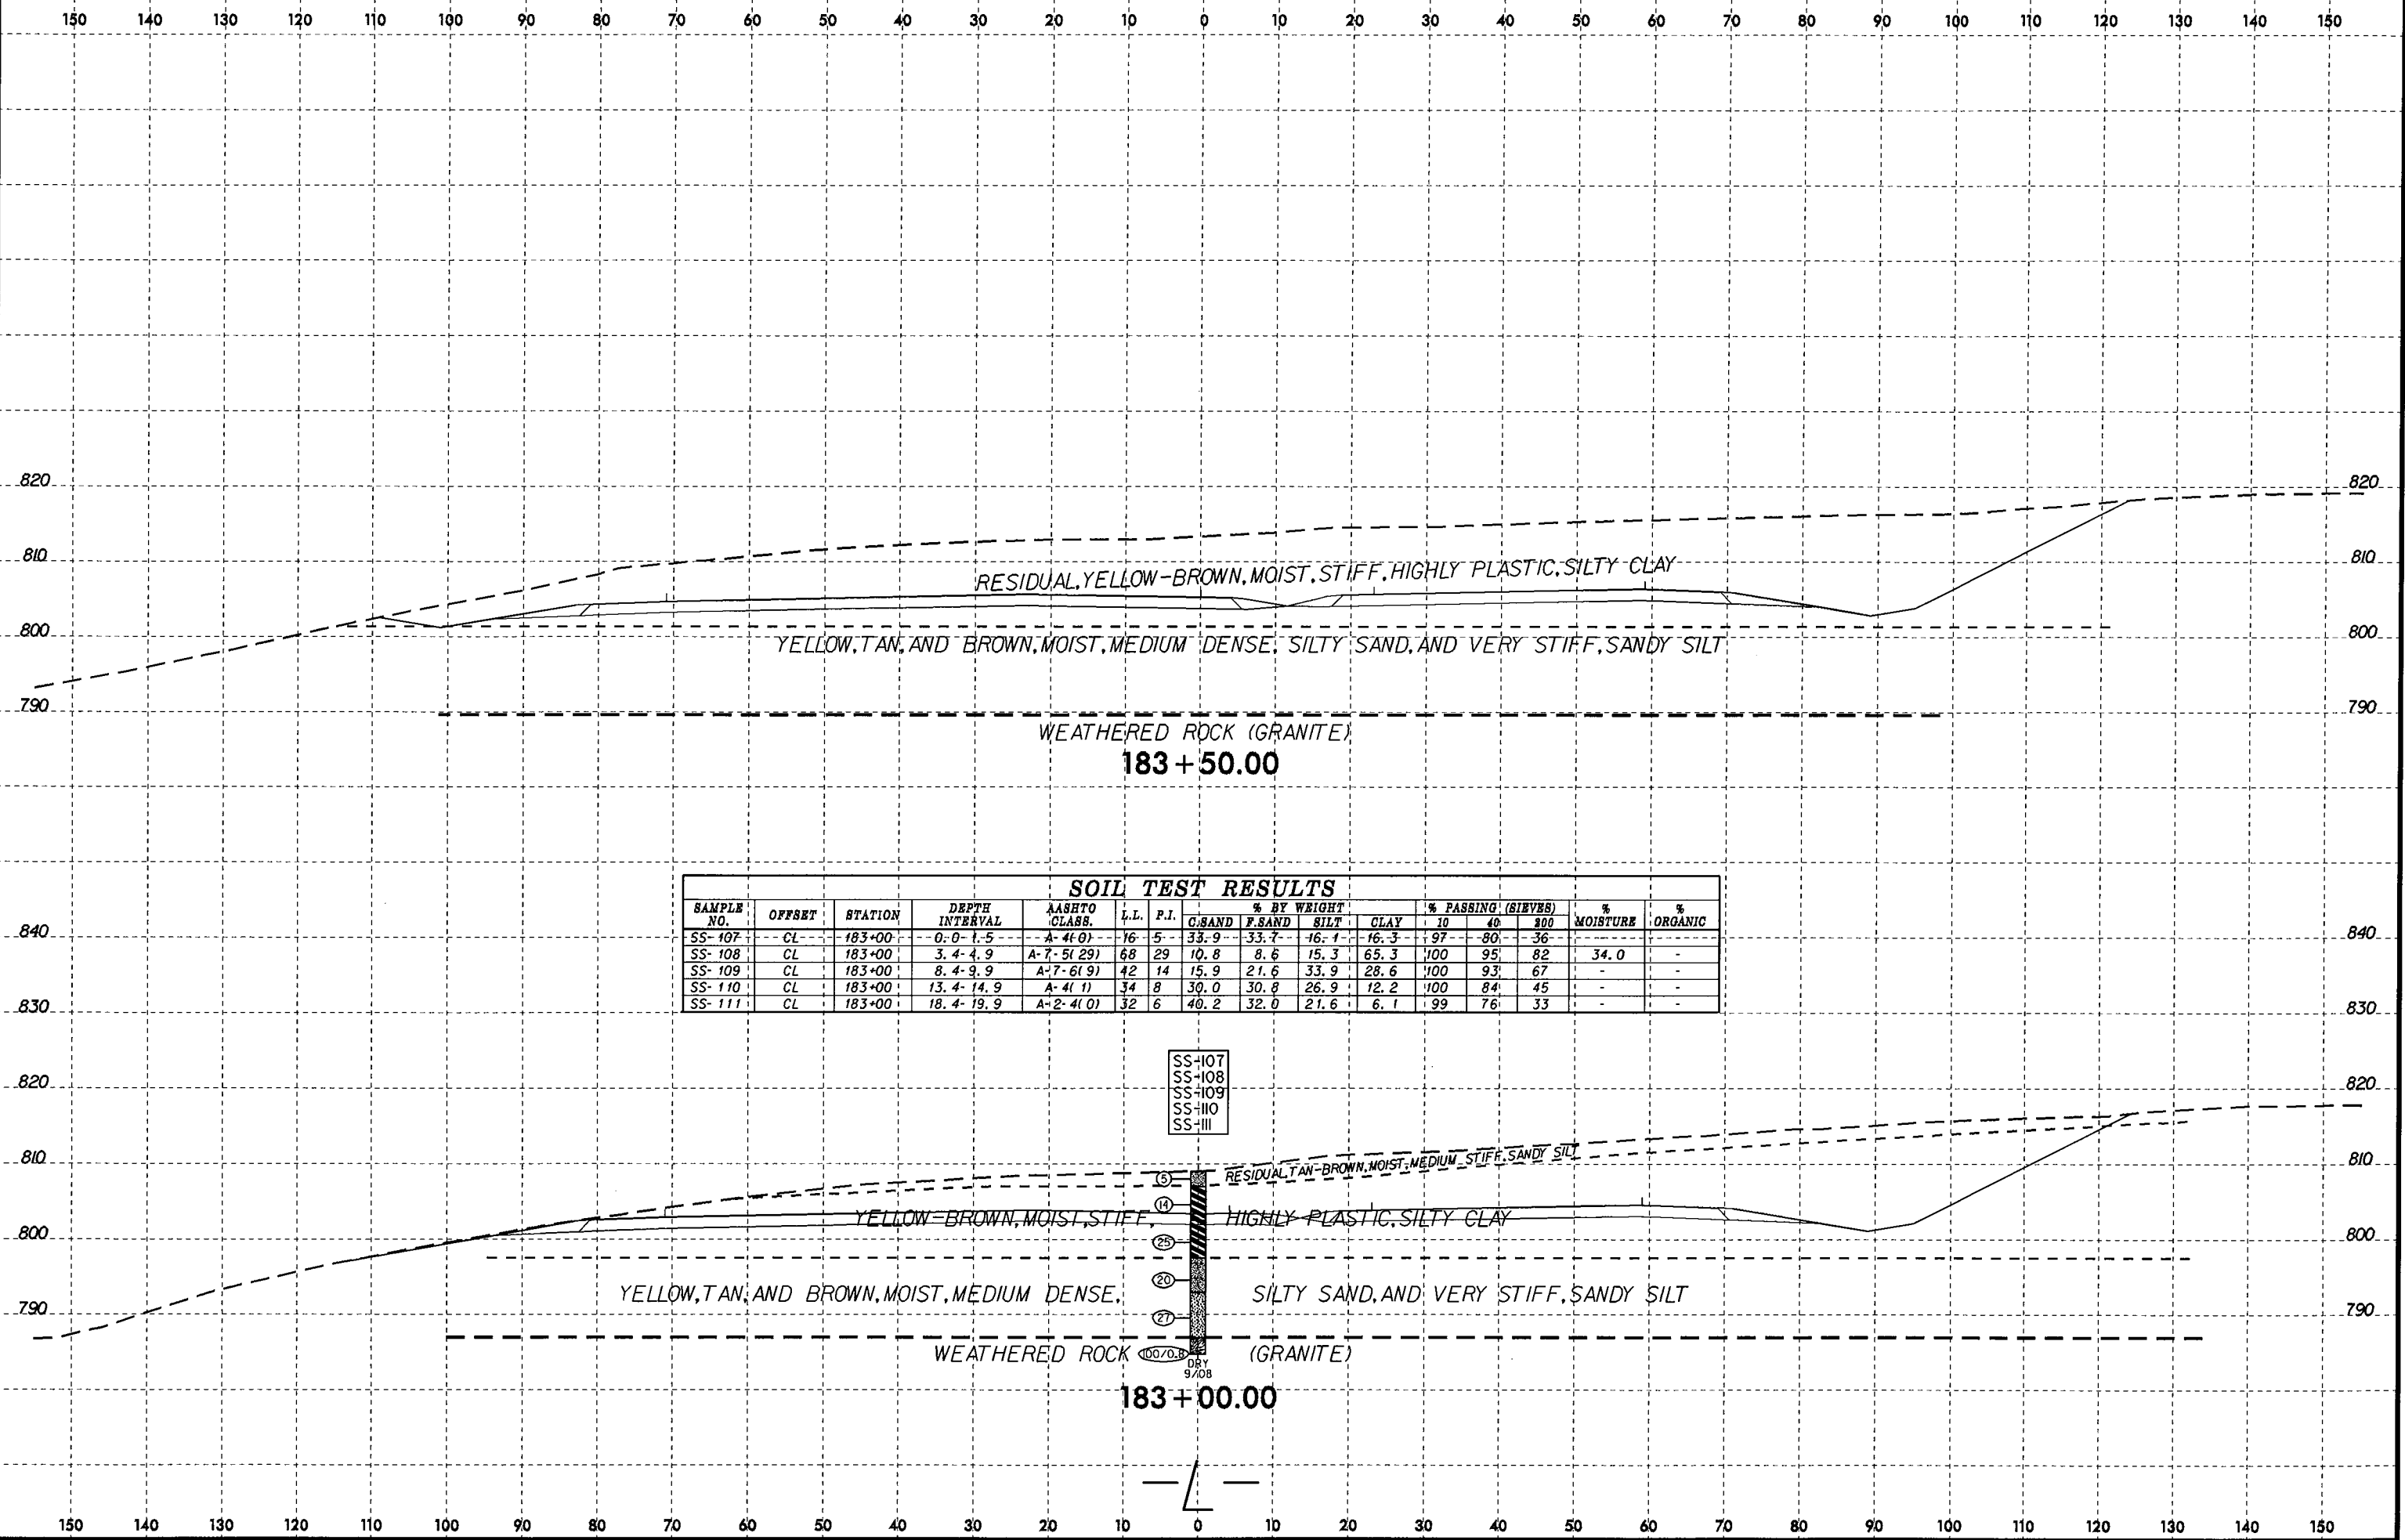 150 140 130 120 110 100 90 80 70 60 50 40 30 20 10 0 10 20 30 40 50 60 70 80 90 100 110 120 130 140 150
820 820
810 810
RESIDUAL, YELLOW-BROWN, MOIST, STIFF, HIGHLY PLASTIC, SILTY CLAY
800 800
YELLOW, TAN, AND BROWN, MOIST, MEDIUM DENSE, SILTY SAND, AND VERY STIFF, SANDY SILT
790 790
WEATHERED ROCK (GRANITE)
183+50.00
SOIL TEST RESULTS
SAMPLE NO. OFFSET STATION DEPTH INTERVAL AASHTO CLASS. L.L. P.I. % BY WEIGHT C.SAND F.SAND SILT CLAY % PASSING (SIEVES) 10 40 200 % MOISTURE % ORGANIC
SS-107 CL 183+00 0.0-1.5 A-4(0) 16 5 33.9 33.7 16.1 16.3 97 80 36 - -
SS-108 CL 183+00 3.4-4.9 A-7-5(29) 68 29 10.8 8.6 15.3 65.3 100 95 82 34.0 -
SS-109 CL 183+00 8.4-9.9 A-7-6(9) 42 14 15.9 21.6 33.9 28.6 100 93 67 - -
SS-110 CL 183+00 13.4-14.9 A-4(1) 34 8 30.0 30.8 26.9 12.2 100 84 45 - -
SS-111 CL 183+00 18.4-19.9 A-2-4(0) 32 6 40.2 32.0 21.6 6.1 99 76 33 - -
840 840
830 830
SS-107
SS-108
SS-109
SS-110
SS-111
820 820
810 810
RESIDUAL, TAN-BROWN, MOIST, MEDIUM STIFF, SANDY SILT
5
14
YELLOW-BROWN, MOIST, STIFF, HIGHLY PLASTIC, SILTY CLAY
800 800
25
20
YELLOW, TAN, AND BROWN, MOIST, MEDIUM DENSE, SILTY SAND, AND VERY STIFF, SANDY SILT
790 790
27
WEATHERED ROCK 100/0.8 (GRANITE)
DRY
9/08
183+00.00
150 140 130 120 110 100 90 80 70 60 50 40 30 20 10 0 10 20 30 40 50 60 70 80 90 100 110 120 130 140 150